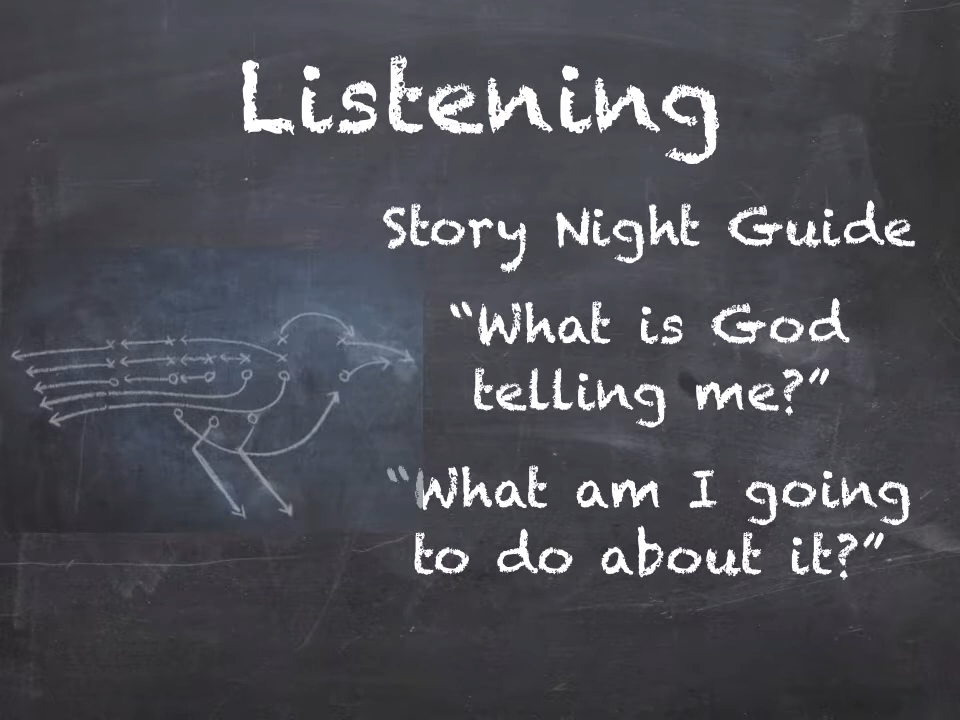 Listening
Story Night Guide
“What is God
telling me?”
“What am I going
to do about it?”